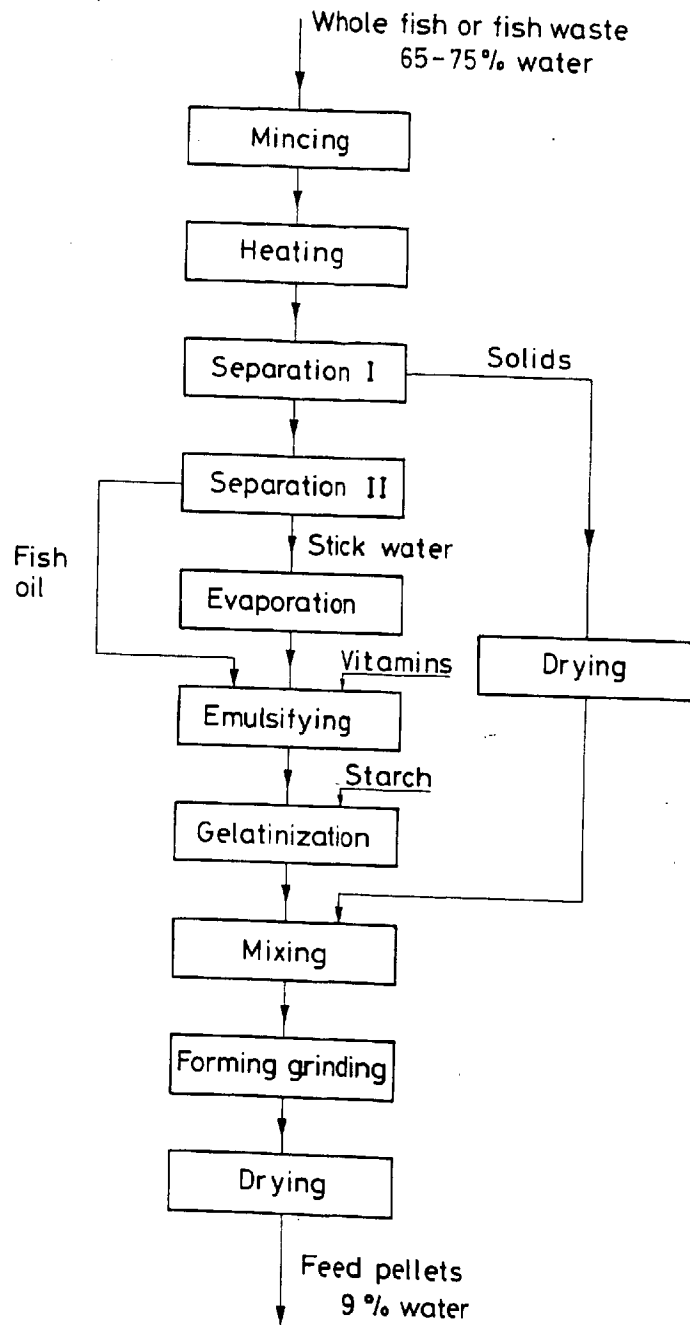 Whole fish or fish waste
65-75% water
Mincing
Heating
Separation I
Solids
Separation II
Stick water
Fish
oil
Evaporation
Vitamins
Drying
Emulsifying
Starch
Gelatinization
Mixing
Forming grinding
Drying
Feed pellets
9% water